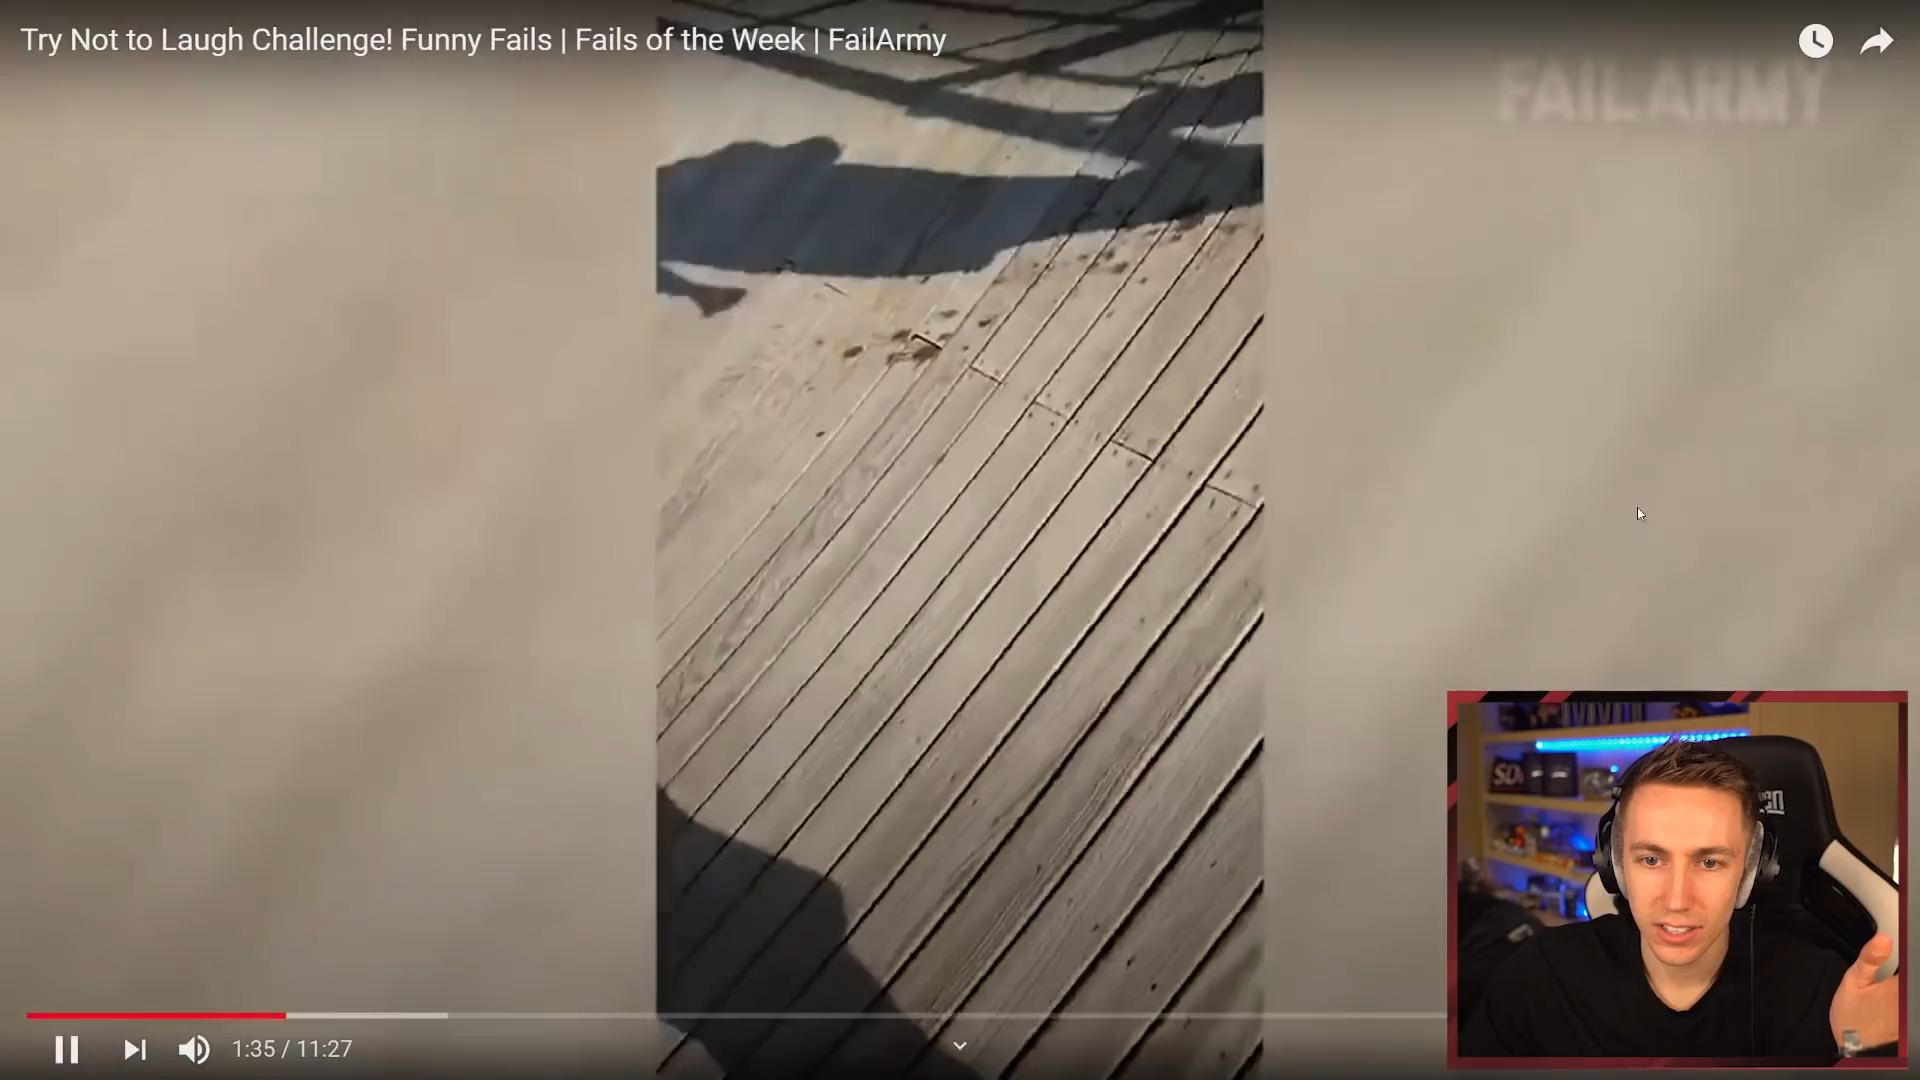 Try Not to Laugh Challenge! Funny Fails | Fails of the Week | FailArmy
FAILARMY
1:35 / 11:27